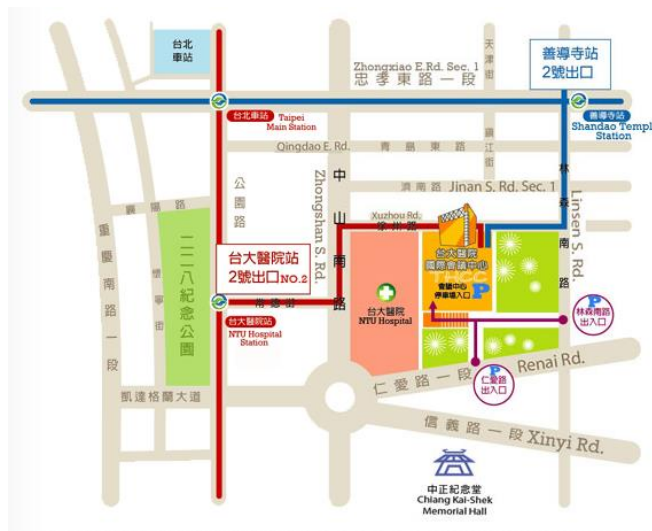 台北
車站
Zhongxiao E.Rd. Sec. 1
忠孝東路一段
天津街
善導寺站
2號出口
台北車站
Taipei
Main Station
善導寺站
Shandao Templ
Station
Qingdao E. Rd.
青島東路
鎮江街
公園路
中山南路
Zhongshan S. Rd.
濟南路 Jinan S. Rd. Sec. 1
林森南路
Linsen S. Rd.
襄陽路
重慶南路一段
懷寧街
二二八紀念公園
Xuzhou Rd.
徐州路
台大醫院
國際會議中心
THCC
會議中心
停車場入口
P
台大醫院站
2號出口NO.2
常德街
台大醫院站
NTU Hospital
Station
台大醫院
NTU Hospital
P
林森南路
出入口
P
仁愛路
出入口
仁愛路一段
Renai Rd.
凱達格蘭大道
信義路一段 Xinyi Rd.
中正紀念堂
Chiang Kai-Shek
Memorial Hall